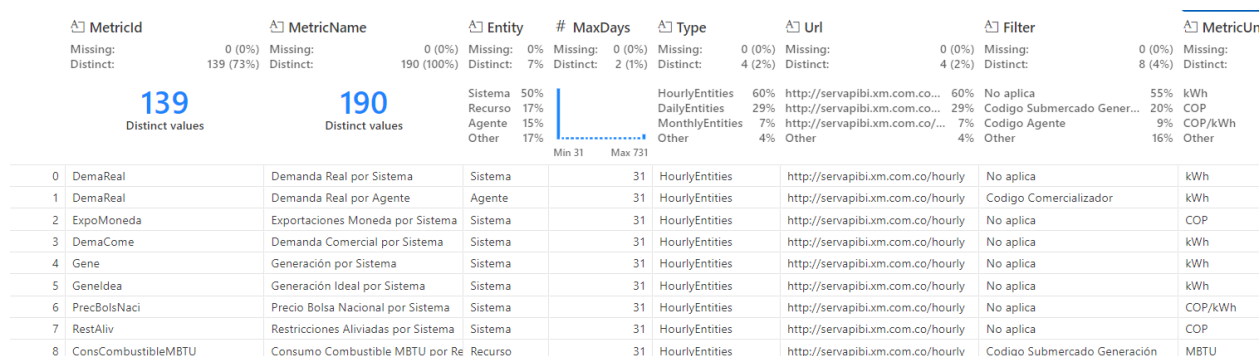 MetricId MetricName Entity # MaxDays Type Url Filter MetricUn
Missing: 0 (0%) Missing: 0 (0%) Missing: 0% Missing: 0 (0%) Missing: 0 (0%) Missing: 0 (0%) Missing: 0 (0%) Missing:
Distinct: 139 (73%) Distinct: 190 (100%) Distinct: 7% Distinct: 2 (1%) Distinct: 4 (2%) Distinct: 4 (2%) Distinct: 8 (4%) Distinct:
139 190
Distinct values Distinct values
Sistema 50% HourlyEntities 60% http://servapibi.xm.com.co... 60% No aplica 55% kWh
Recurso 17% DailyEntities 29% http://servapibi.xm.com.co... 29% Codigo Submercado Gener... 20% COP
Agente 15% MonthlyEntities 7% http://servapibi.xm.com.co/... 7% Codigo Agente 9% COP/kWh
Other 17% Other 4% Other 4% Other 16% Other
Min 31 Max 731
0 DemaReal Demanda Real por Sistema Sistema 31 HourlyEntities http://servapibi.xm.com.co/hourly No aplica kWh
1 DemaReal Demanda Real por Agente Agente 31 HourlyEntities http://servapibi.xm.com.co/hourly Codigo Comercializador kWh
2 ExpoMoneda Exportaciones Moneda por Sistema Sistema 31 HourlyEntities http://servapibi.xm.com.co/hourly No aplica COP
3 DemaCome Demanda Comercial por Sistema Sistema 31 HourlyEntities http://servapibi.xm.com.co/hourly No aplica kWh
4 Gene Generación por Sistema Sistema 31 HourlyEntities http://servapibi.xm.com.co/hourly No aplica kWh
5 GeneIdea Generación Ideal por Sistema Sistema 31 HourlyEntities http://servapibi.xm.com.co/hourly No aplica kWh
6 PrecBolsNaci Precio Bolsa Nacional por Sistema Sistema 31 HourlyEntities http://servapibi.xm.com.co/hourly No aplica COP/kWh
7 RestAliv Restricciones Aliviadas por Sistema Sistema 31 HourlyEntities http://servapibi.xm.com.co/hourly No aplica COP
8 ConsCombustibleMBTU Consumo Combustible MBTU por Re Recurso 31 HourlyEntities http://servapibi.xm.com.co/hourly Codigo Submercado Generación MBTU